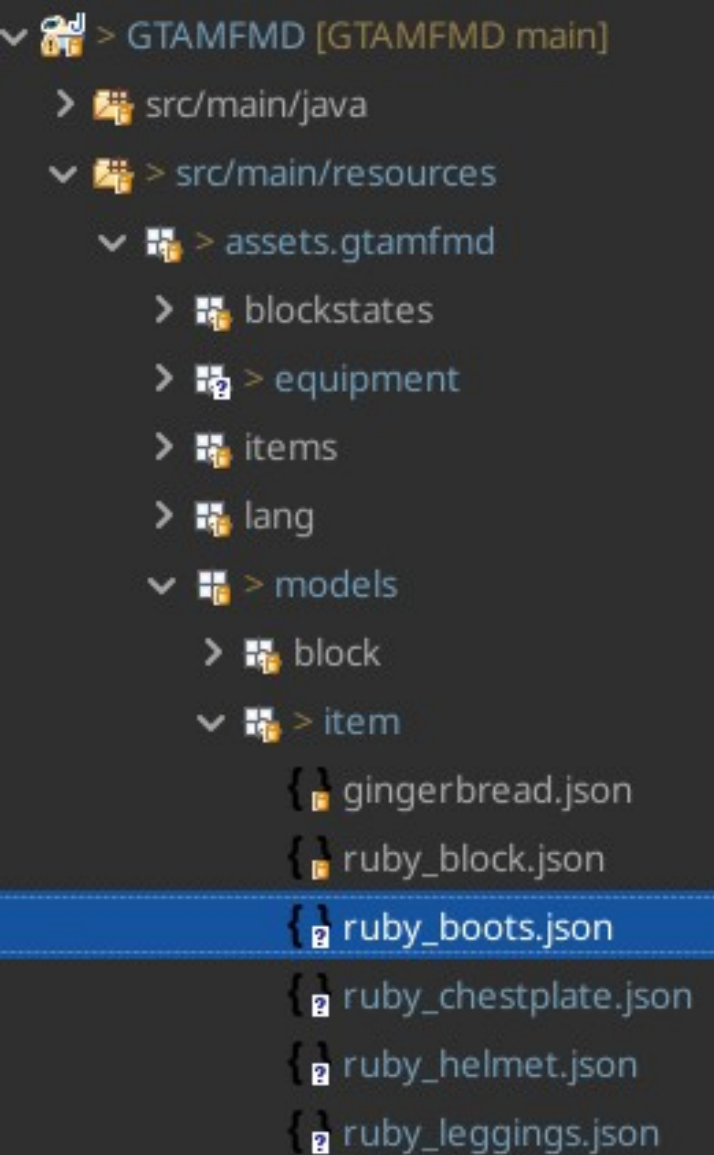 > GTAMFMD [GTAMFMD main]
src/main/java
> src/main/resources
> assets.gtamfmd
blockstates
> equipment
items
lang
> models
block
> item
gingerbread.json
ruby_block.json
ruby_boots.json
ruby_chestplate.json
ruby_helmet.json
ruby_leggings.json